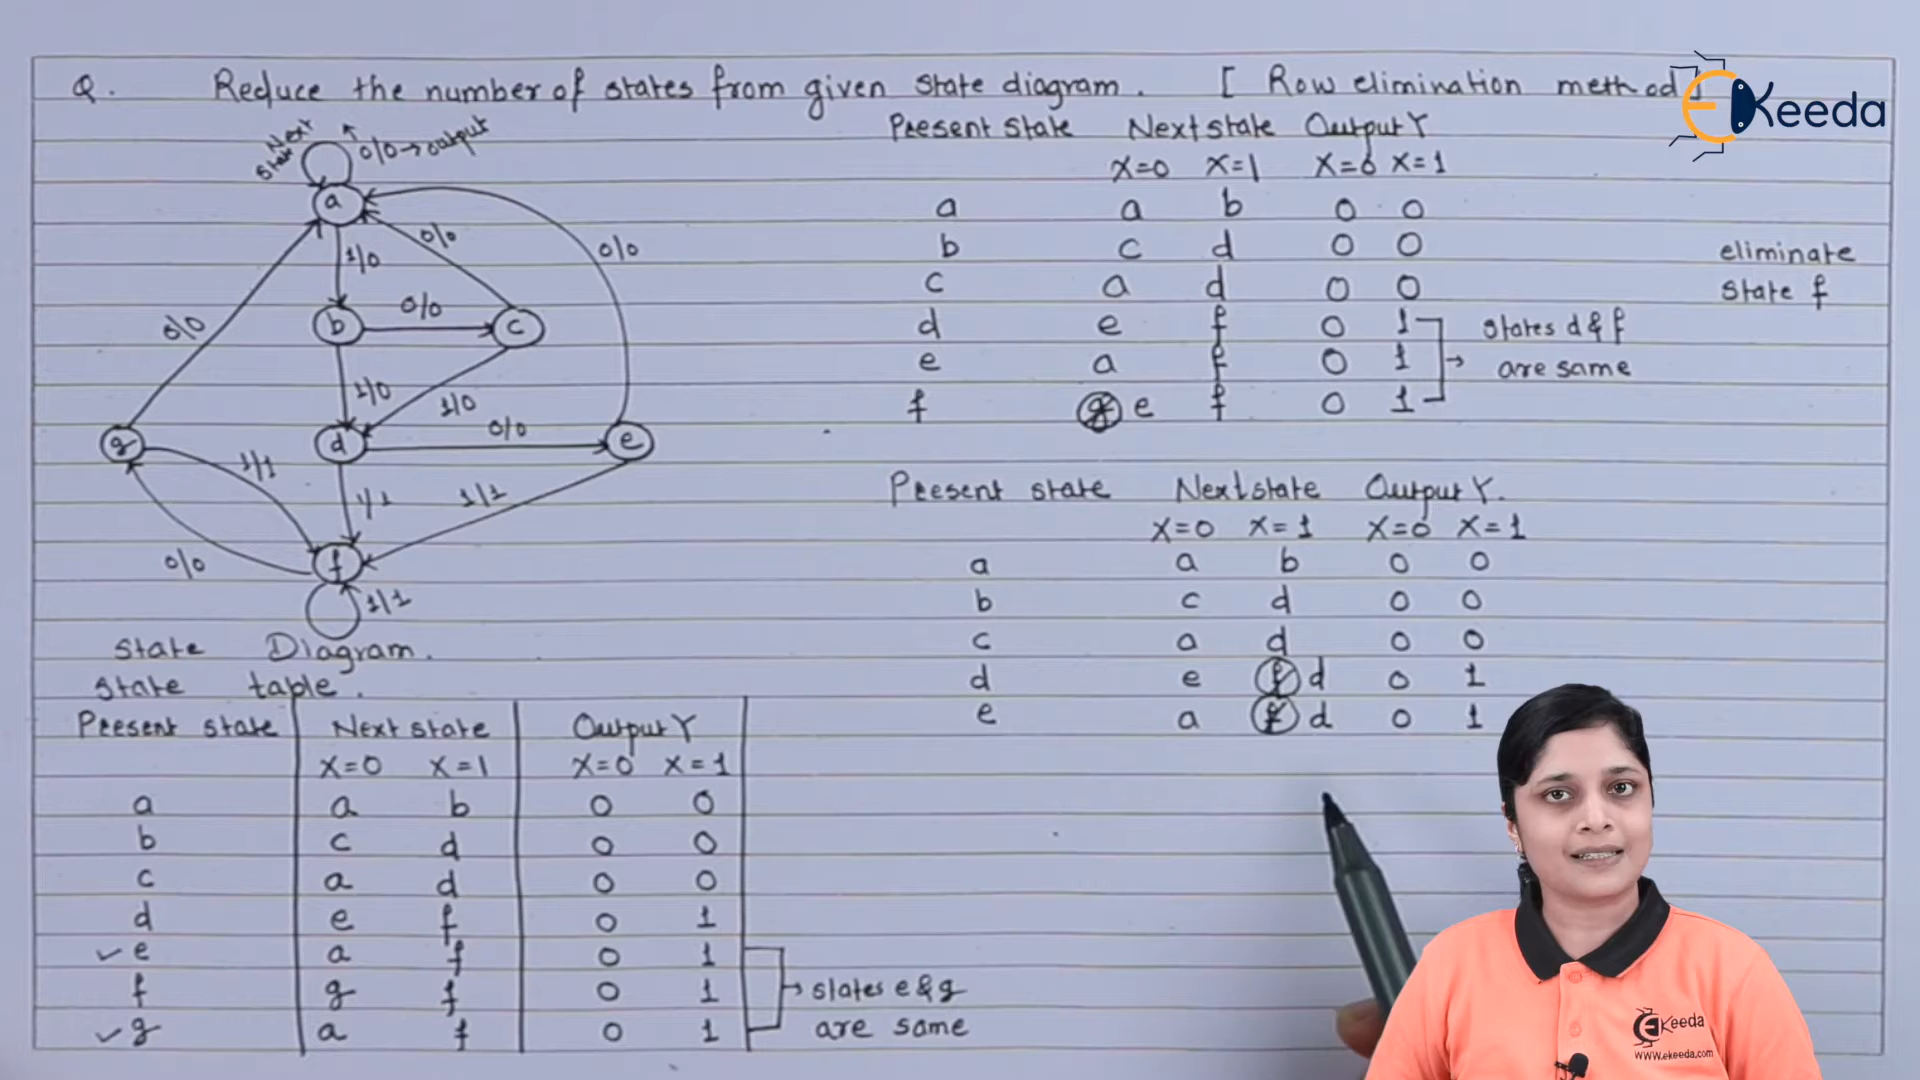 Q. Reduce the number of states from given state diagram. [ Row elimination method ]
EKeeda
Next state
0/0 → output
a
0/0
0/0
1/0
0/0
b
0/0
c
1/0
1/0
g
d
0/0
e
1/1
1/1
1/1
0/0
f
1/1
State Diagram.
State table.
Present state Next state Output Y
X=0 X=1 X=0 X=1
a a b 0 0
b c d 0 0
c a d 0 0
d e f 0 1
✓ e a f 0 1
f g f 0 1
✓ g a f 0 1
→ states e & g
are same
Present State Next state Output Y
X=0 X=1 X=0 X=1
a a b 0 0
b c d 0 0
c a d 0 0
d e f 0 1
e a f 0 1
f g e f 0 1
→ states d & f
are same
eliminate
state f
Present state Next state Output Y.
X=0 X=1 X=0 X=1
a a b 0 0
b c d 0 0
c a d 0 0
d e f d 0 1
e a f d 0 1
EKeeda
www.ekeeda.com